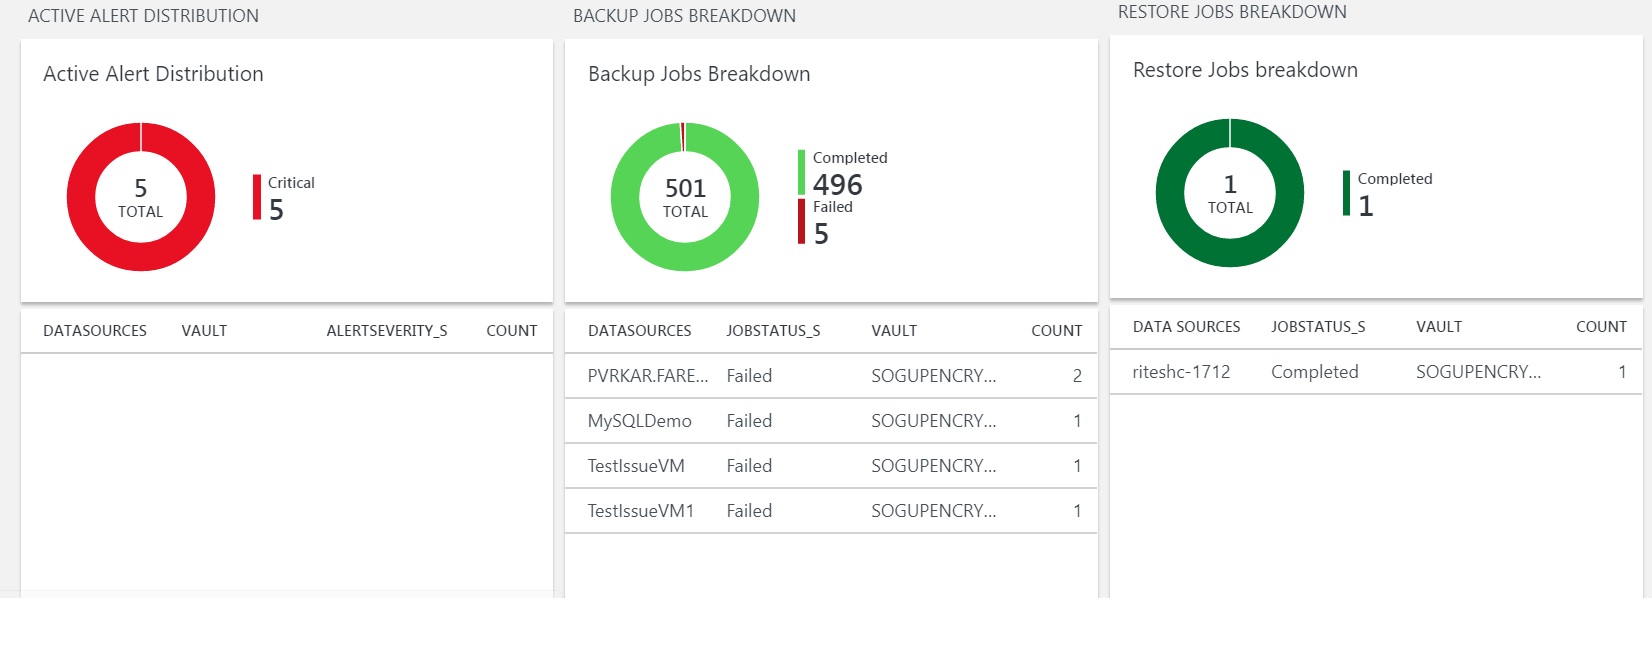 ACTIVE ALERT DISTRIBUTION
Active Alert Distribution
5
TOTAL
Critical
5
DATASOURCES VAULT ALERTSEVERITY_S COUNT
BACKUP JOBS BREAKDOWN
Backup Jobs Breakdown
501
TOTAL
Completed
496
Failed
5
DATASOURCES JOBSTATUS_S VAULT COUNT
PVRKAR.FARE... Failed SOGUPENCRY... 2
MySQLDemo Failed SOGUPENCRY... 1
TestIssueVM Failed SOGUPENCRY... 1
TestIssueVM1 Failed SOGUPENCRY... 1
RESTORE JOBS BREAKDOWN
Restore Jobs breakdown
1
TOTAL
Completed
1
DATA SOURCES JOBSTATUS_S VAULT COUNT
riteshc-1712 Completed SOGUPENCRY... 1